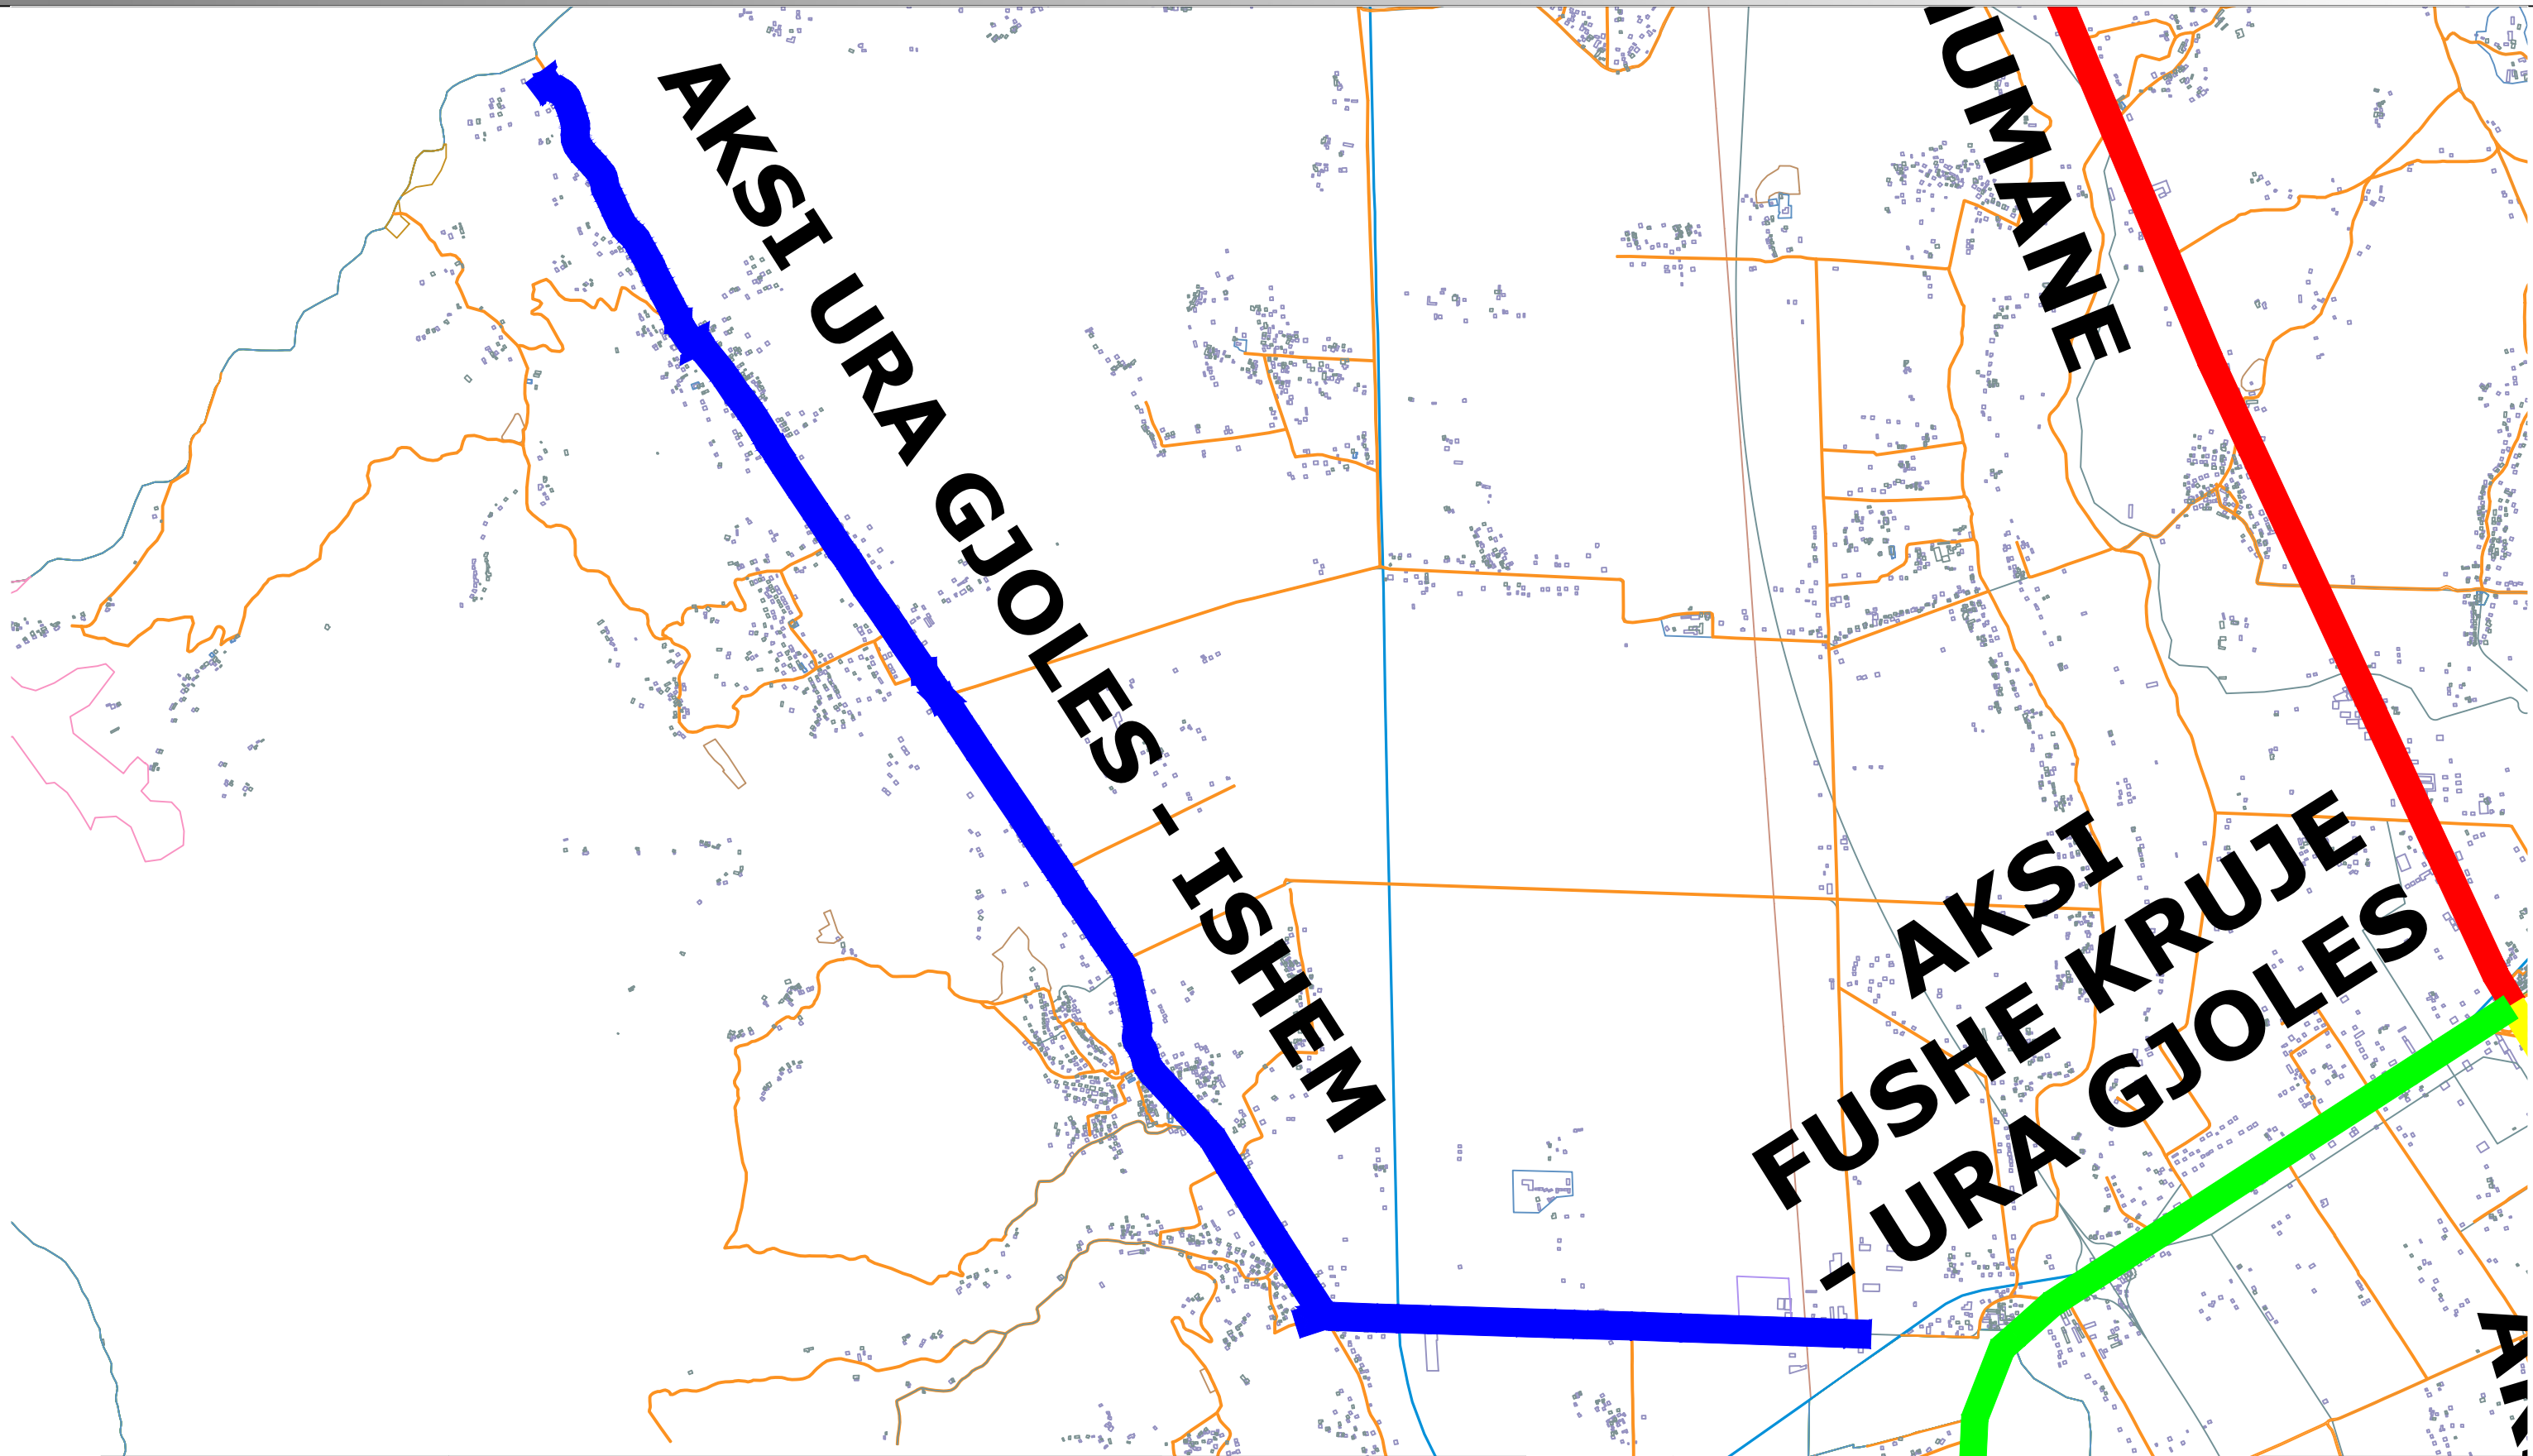 AKSI URA GJOLES - ISHEM
UMANE
AKSI
FUSHE KRUJE
- URA GJOLES